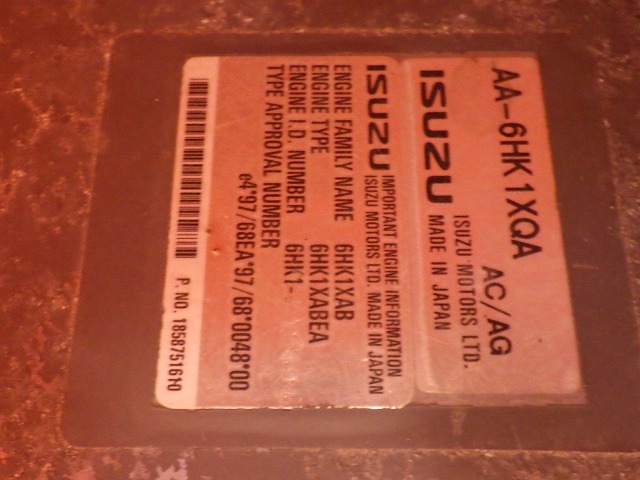 AA-6HK1XQA
AC/AG
ISUZU ISUZU MOTORS LTD.
MADE IN JAPAN
ISUZU IMPORTANT ENGINE INFORMATION
ISUZU MOTORS LTD. MADE IN JAPAN
ENGINE FAMILY NAME 6HK1XAB
ENGINE TYPE 6HK1XABEA
ENGINE I.D. NUMBER 6HK1-
TYPE APPROVAL NUMBER
e4*97/68EA*97/68*0048*00
P. NO. 1858751610